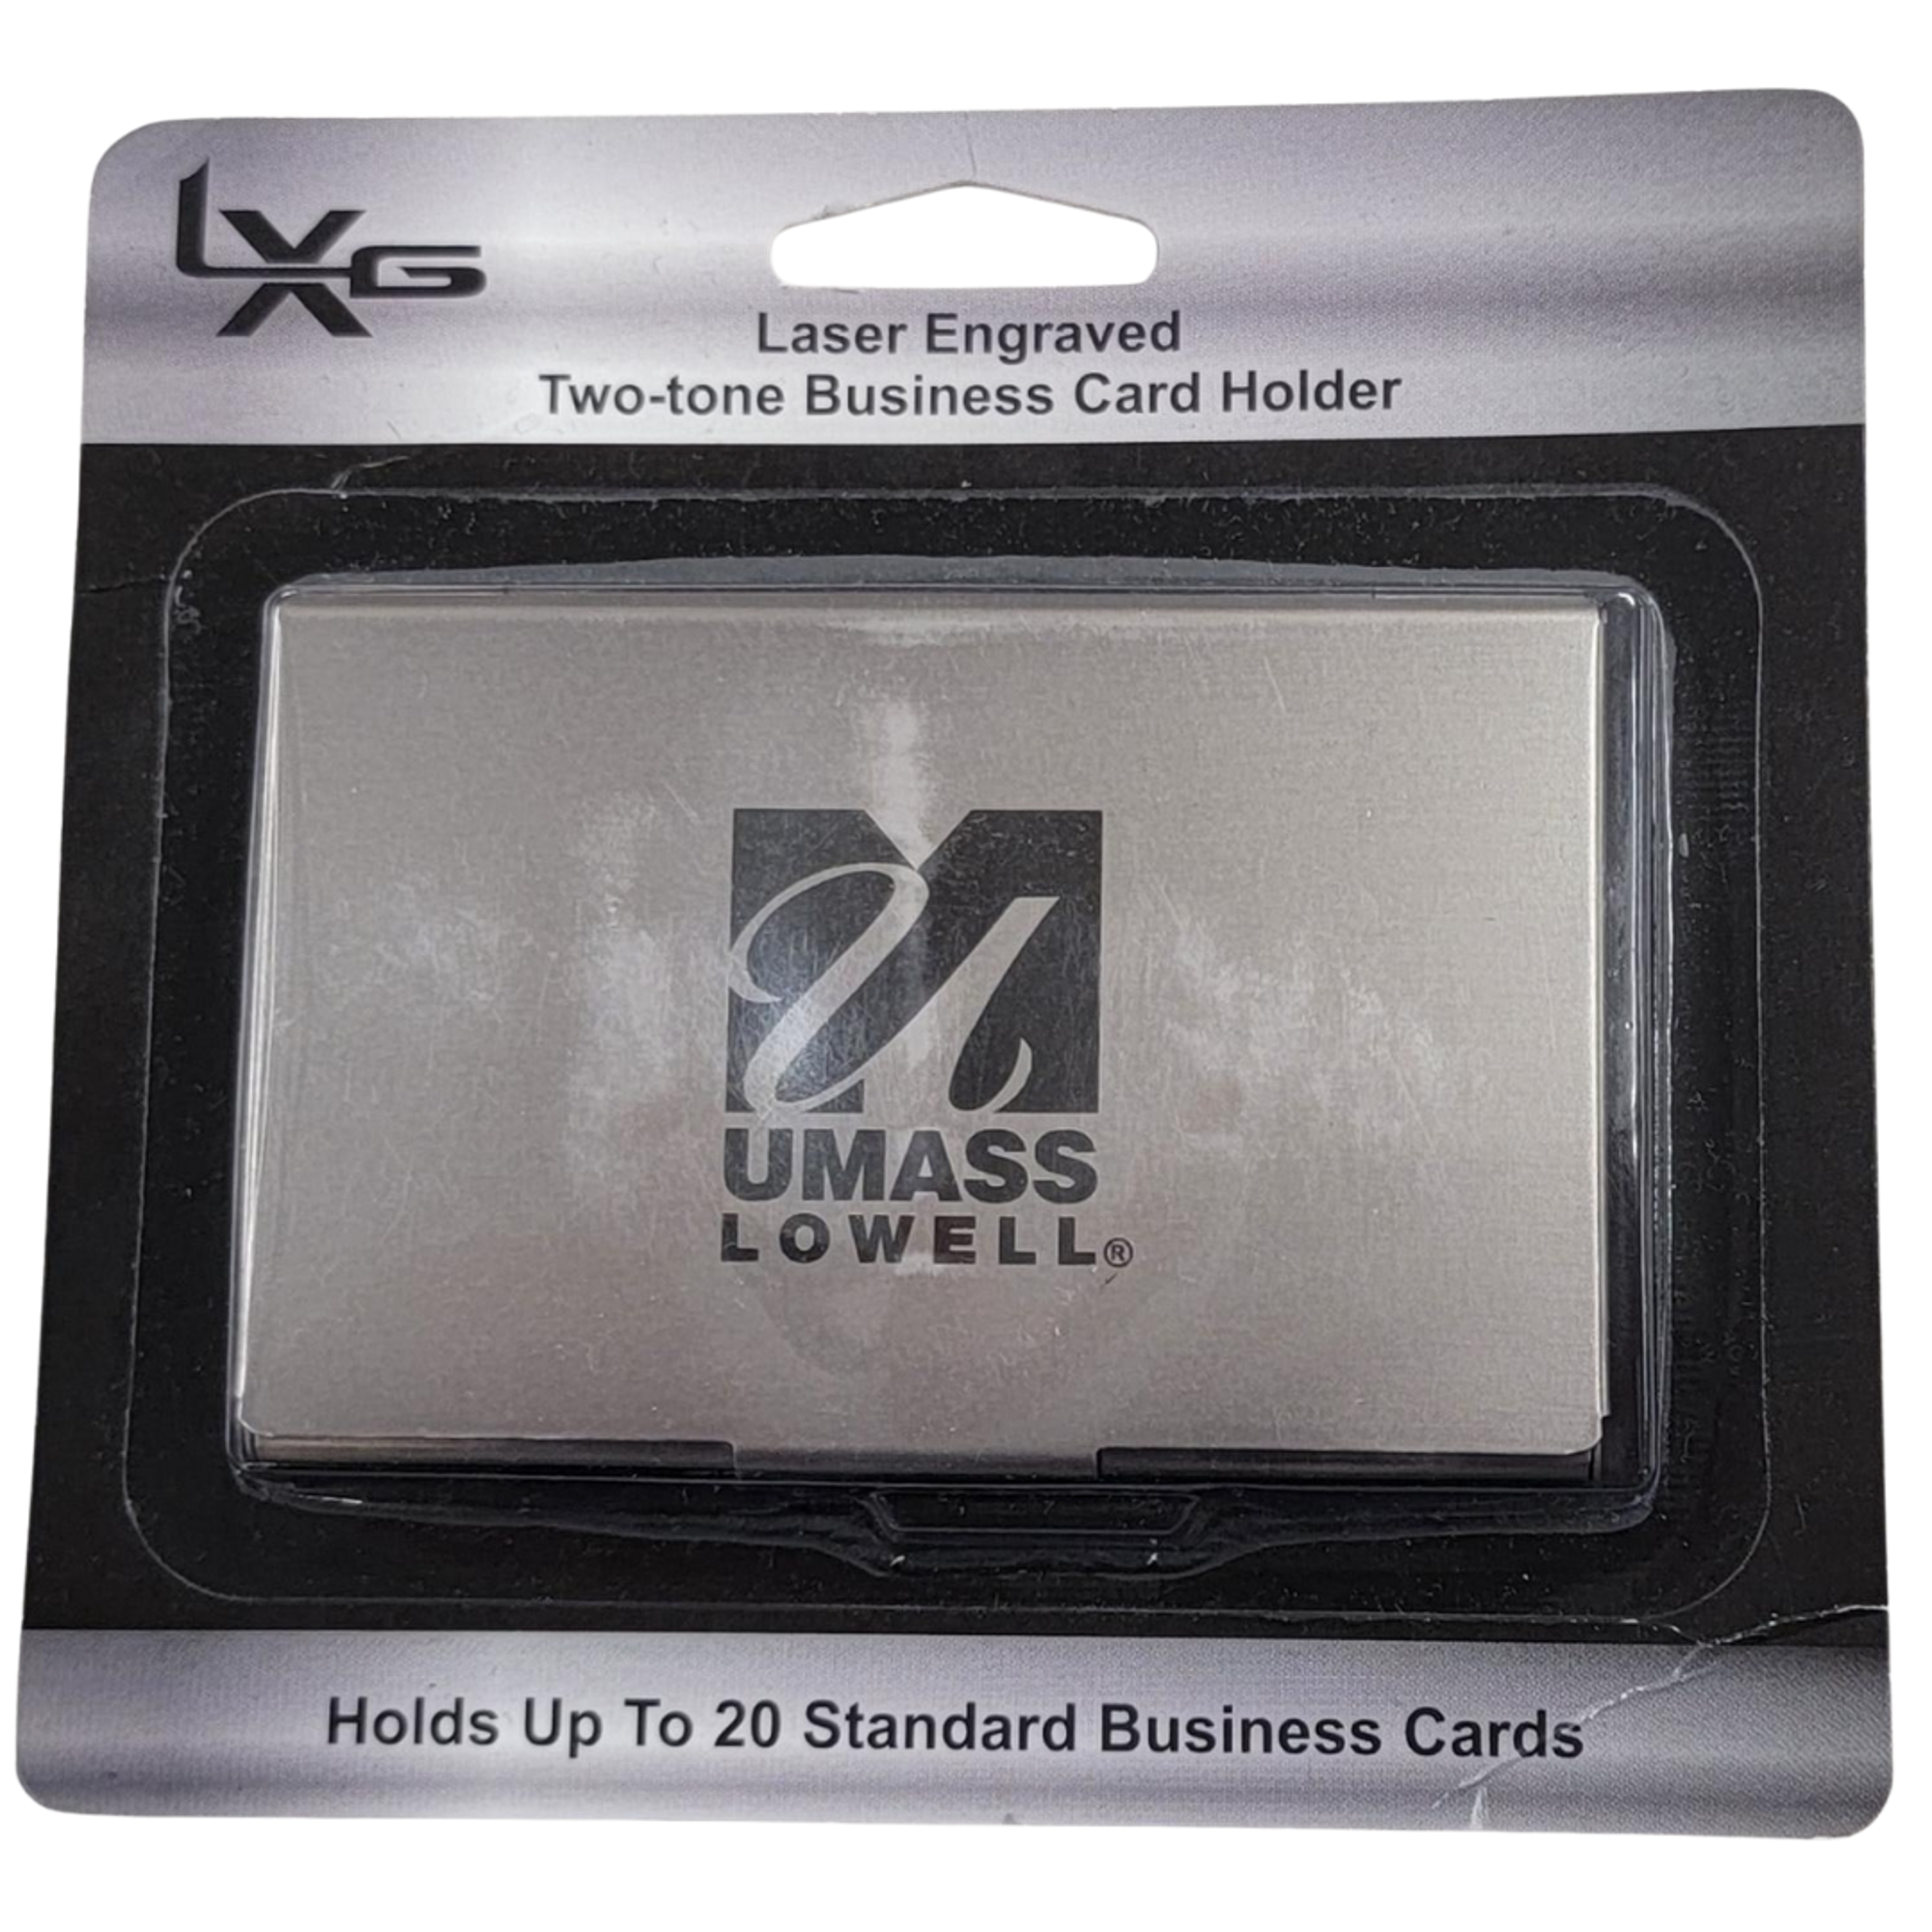 LXG
Laser Engraved
Two-tone Business Card Holder
UMASS
LOWELL®
Holds Up To 20 Standard Business Cards